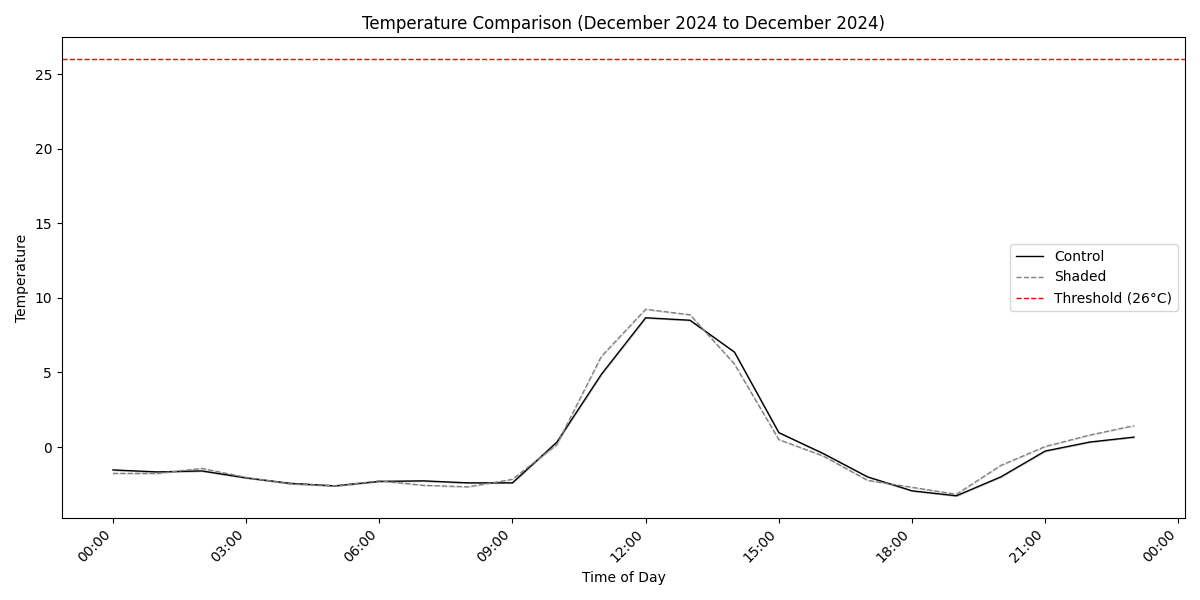 Temperature Comparison (December 2024 to December 2024)
Temperature
25
20
15
10
5
0
Control
Shaded
Threshold (26°C)
00:00
03:00
06:00
09:00
12:00
15:00
18:00
21:00
00:00
Time of Day